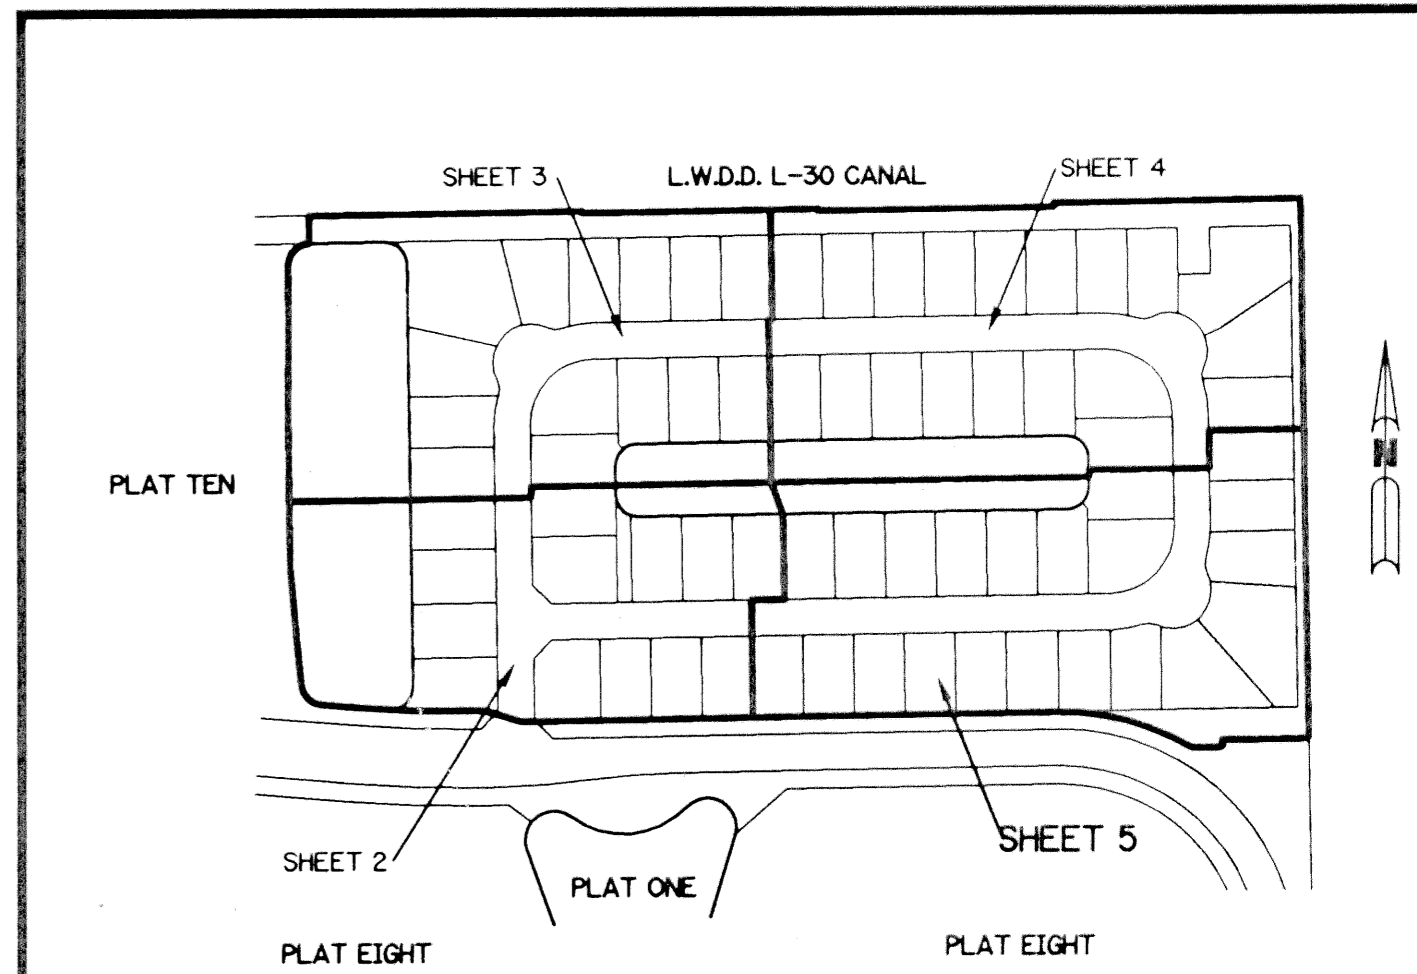 SHEET 3
L.W.D.D. L-30 CANAL
SHEET 4
PLAT TEN
N
SHEET 5
SHEET 2
PLAT ONE
PLAT EIGHT
PLAT EIGHT